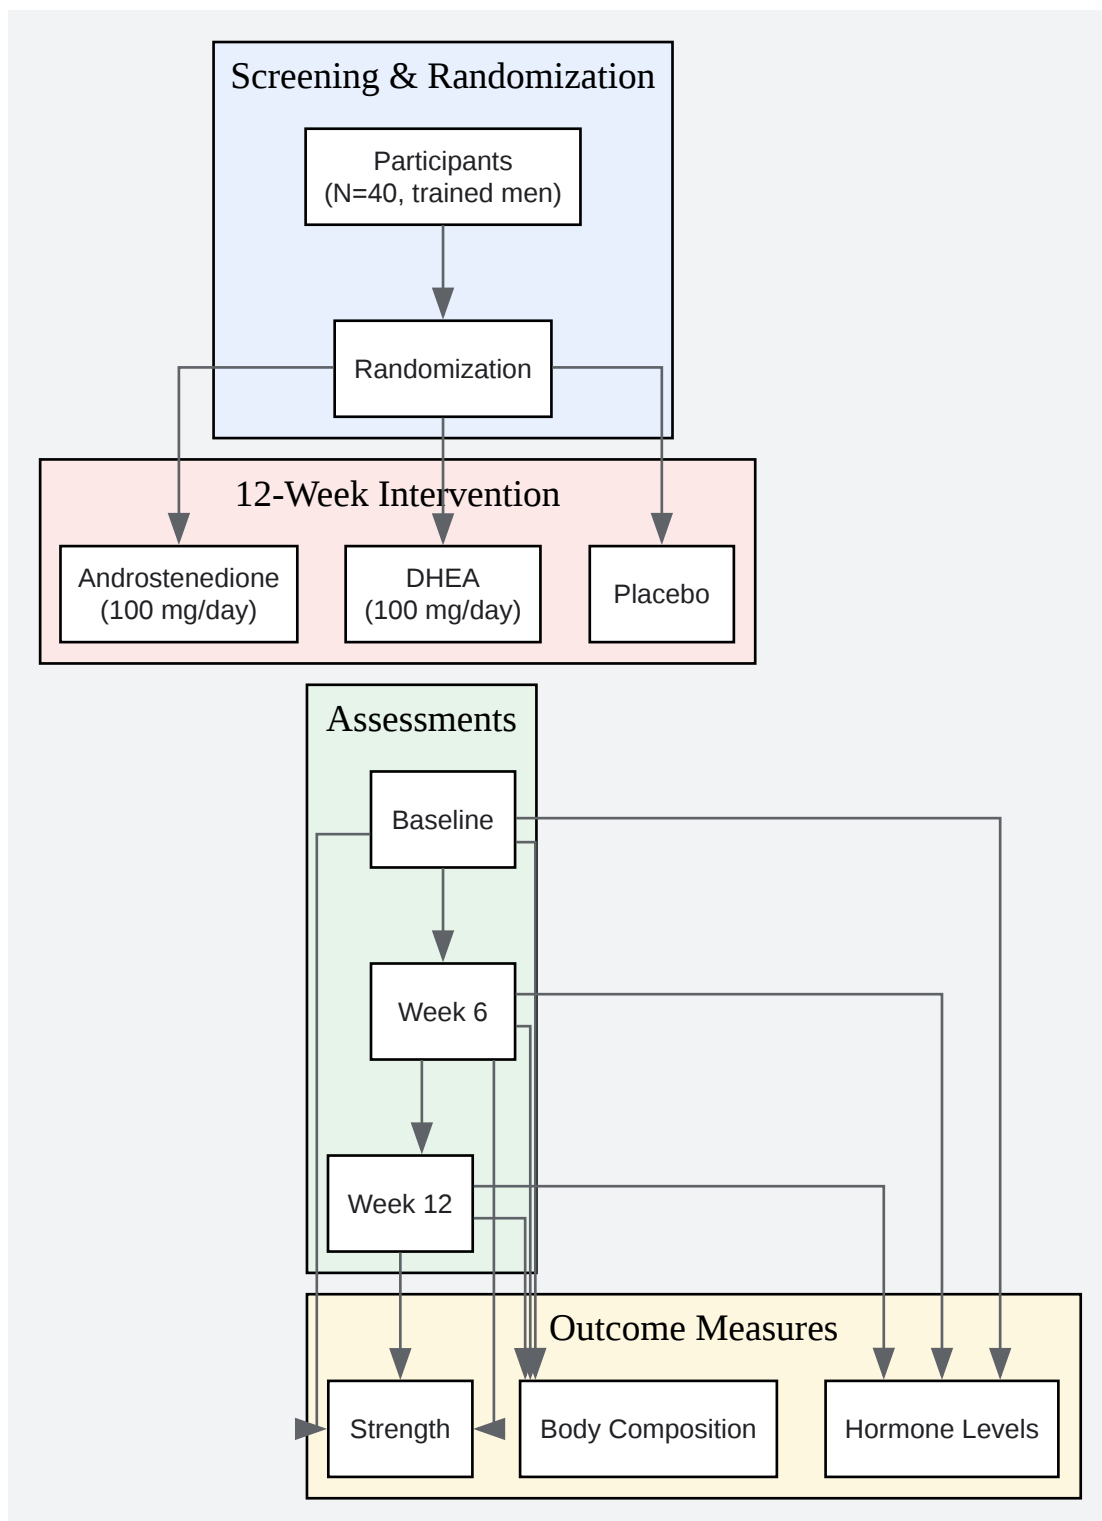 Screening & Randomization
Participants
(N=40, trained men)
Randomization
12-Week Intervention
Androstenedione
(100 mg/day)
DHEA
(100 mg/day)
Placebo
Assessments
Baseline
Week 6
Week 12
Outcome Measures
Strength
Body Composition
Hormone Levels